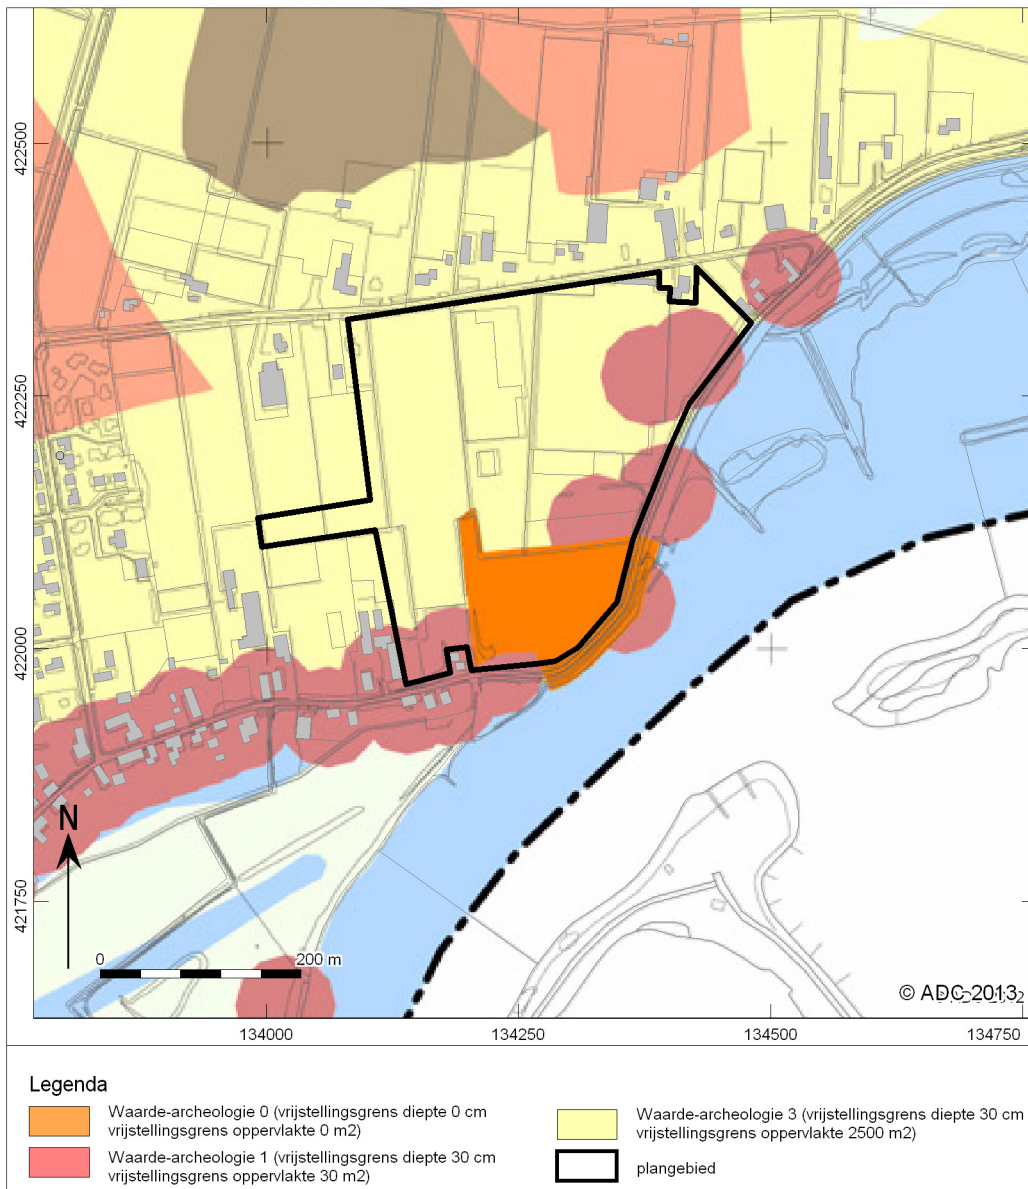 422500
422250
422000
421750
N
0
200 m
© ADC 2013
134000
134250
134500
134750
Legenda
Waarde-archeologie 0 (vrijstellingsgrens diepte 0 cm
vrijstellingsgrens oppervlakte 0 m2)
Waarde-archeologie 1 (vrijstellingsgrens diepte 30 cm
vrijstellingsgrens oppervlakte 30 m2)
Waarde-archeologie 3 (vrijstellingsgrens diepte 30 cm
vrijstellingsgrens oppervlakte 2500 m2)
plangebied